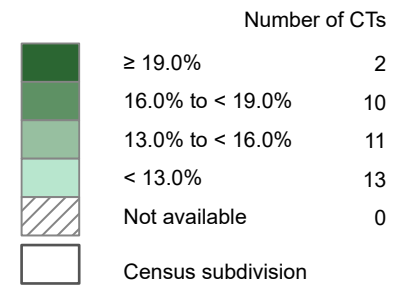 Number of CTs
≥ 19.0% 2
16.0% to < 19.0% 10
13.0% to < 16.0% 11
< 13.0% 13
Not available 0
Census subdivision